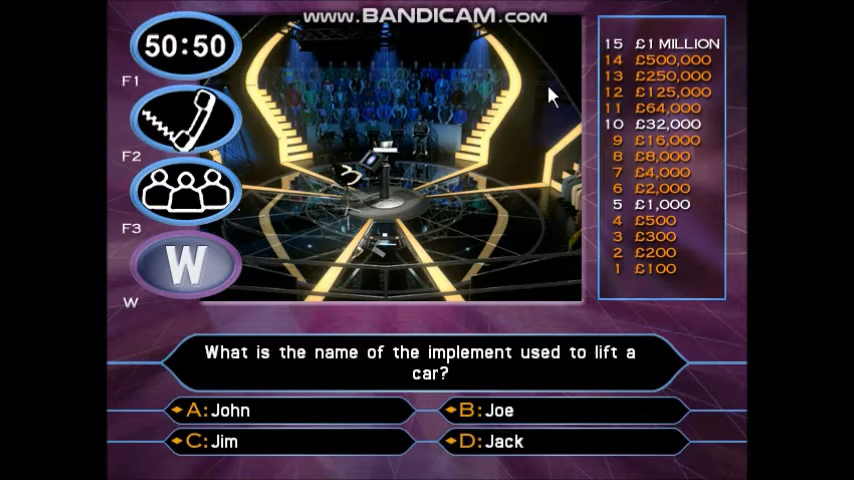 www.BANDICAM.com
50:50
F1
F2
F3
W
W
15 £1 MILLION
14 £500,000
13 £250,000
12 £125,000
11 £64,000
10 £32,000
9 £16,000
8 £8,000
7 £4,000
6 £2,000
5 £1,000
4 £500
3 £300
2 £200
1 £100
What is the name of the implement used to lift a
car?
A: John
B: Joe
C: Jim
D: Jack